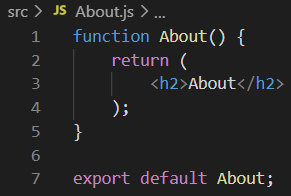 src > JS About.js > ...
1 function About() {
2     return (
3         <h2>About</h2>
4     );
5 }
6
7 export default About;